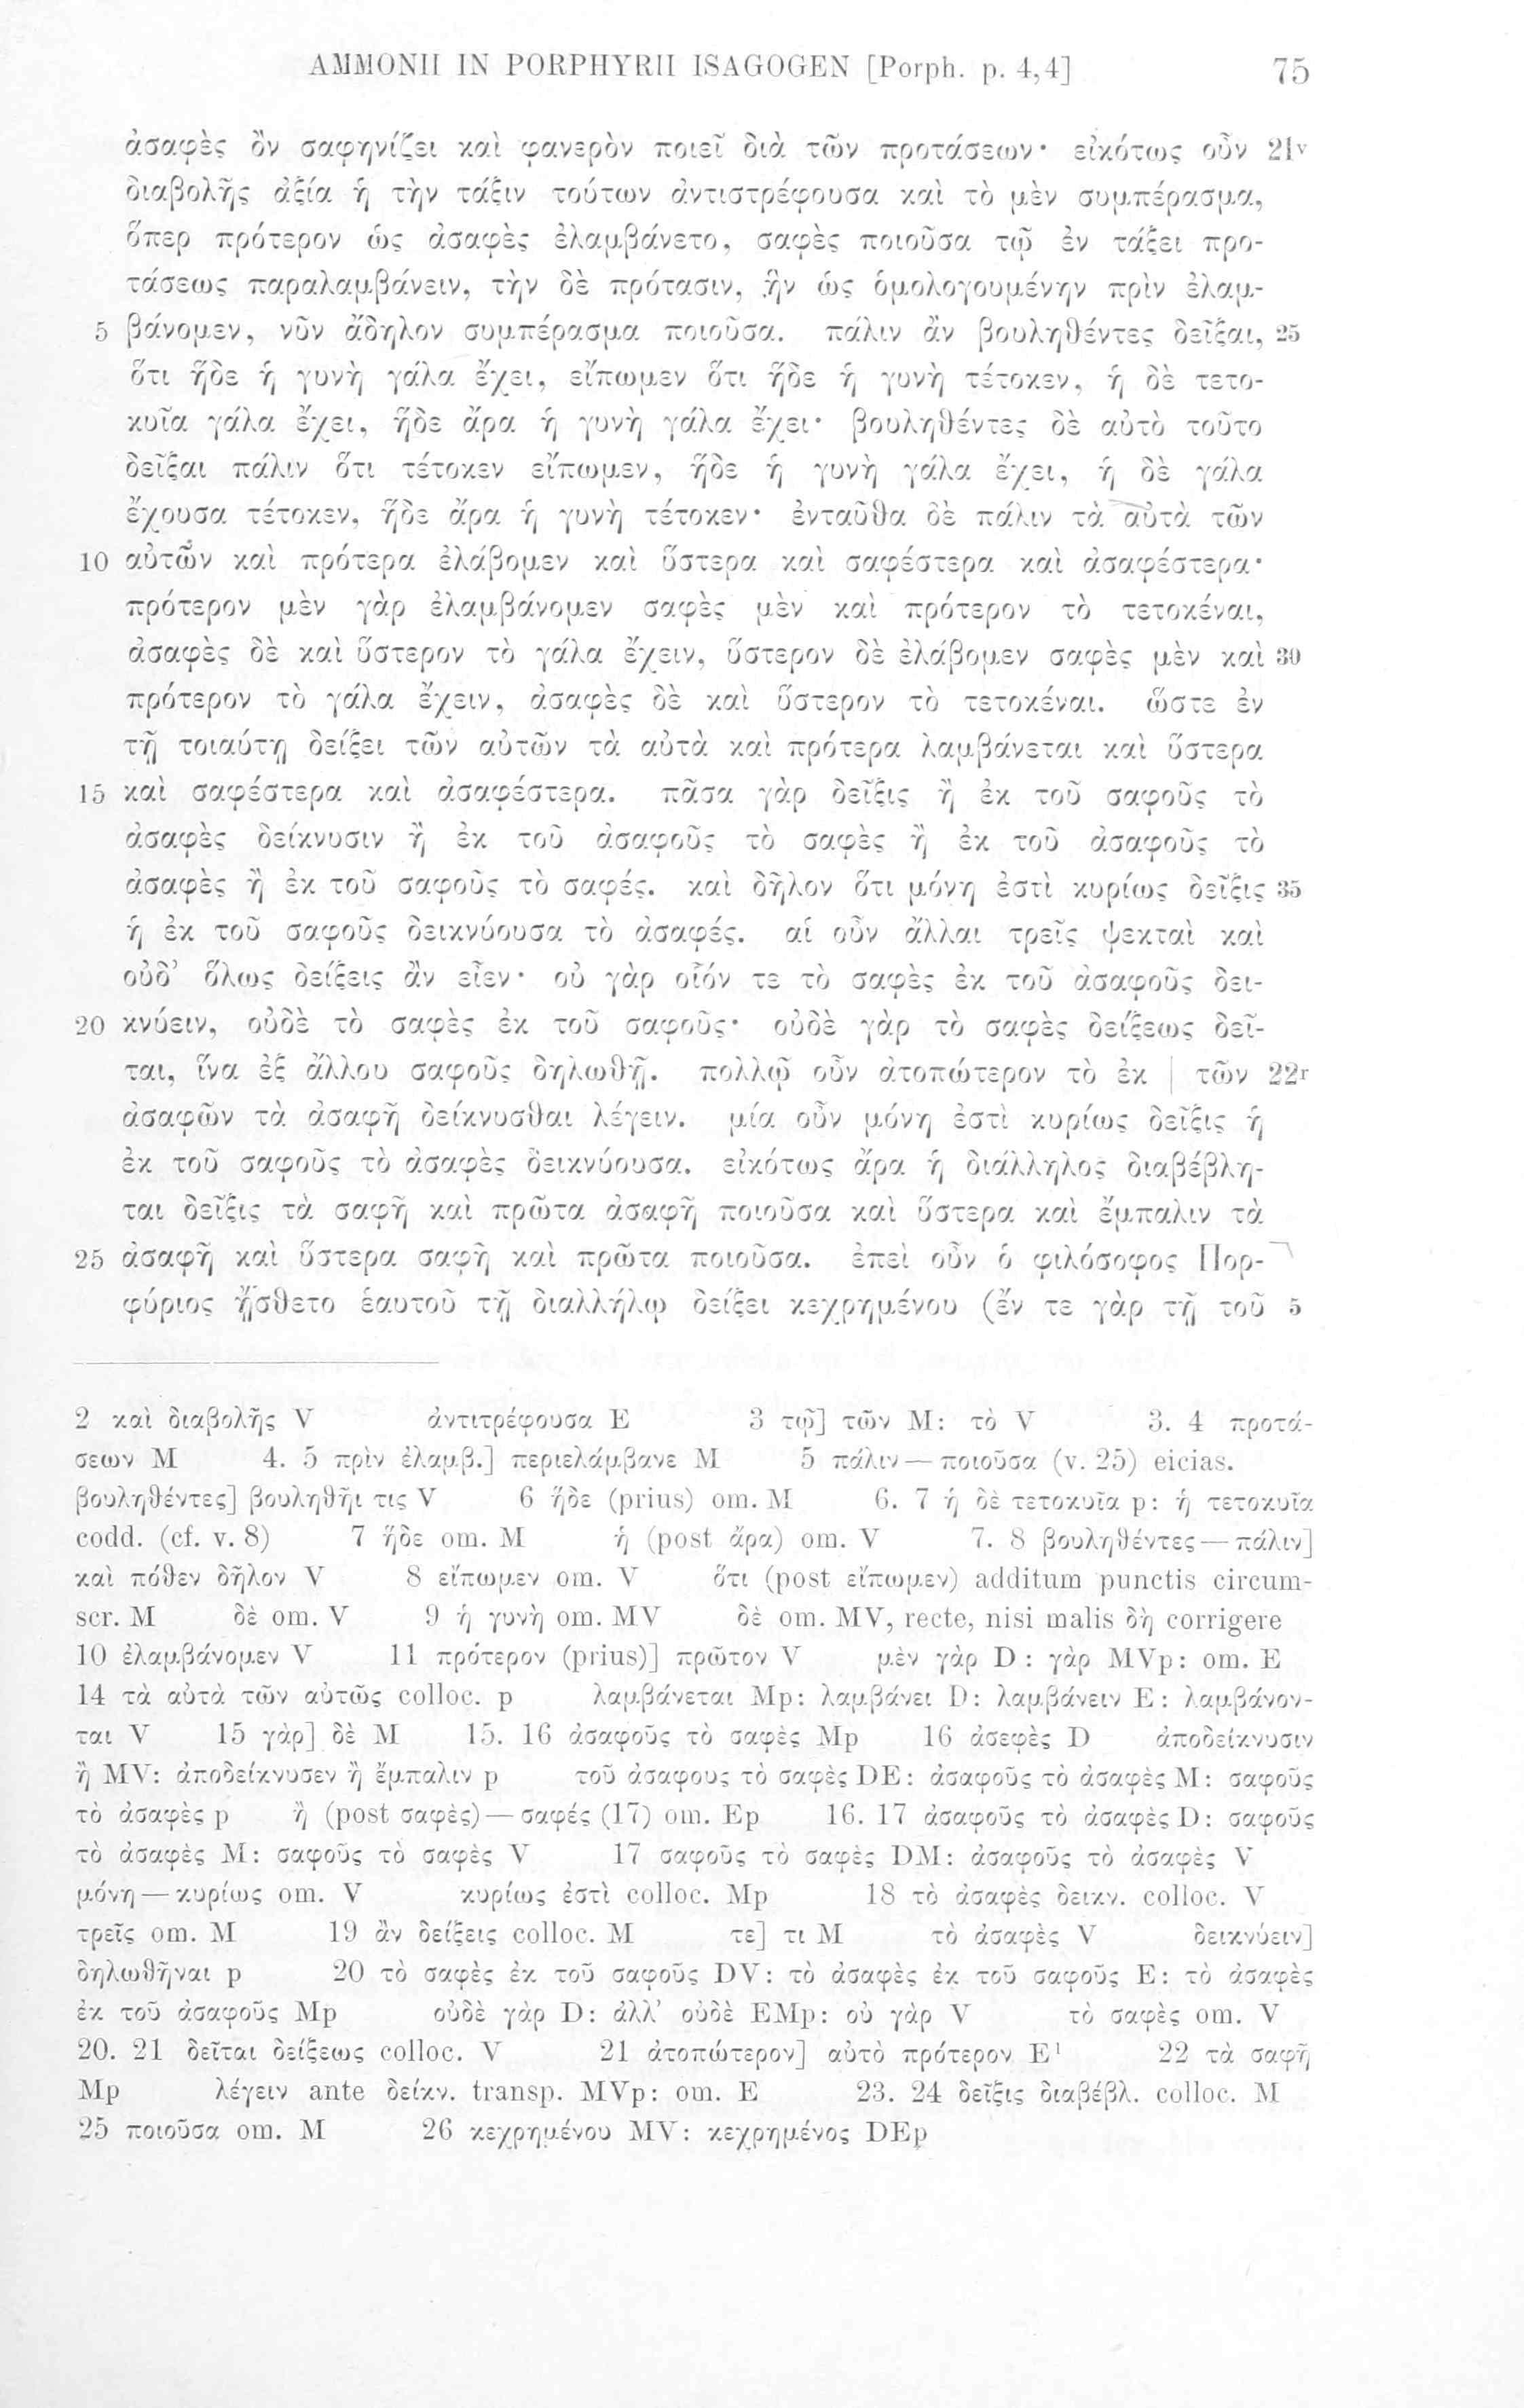 AMMONII IN PORPHYRII ISAGOGEN [Porph. p. 4,4] 75
ἀσαφὲς ὂν σαφηνίζει καὶ φανερὸν ποιεῖ διὰ τῶν προτάσεων· εἰκότως οὖν 21v
διαβολῆς ἀξία ἡ τὴν τάξιν τούτων ἀντιστρέφουσα καὶ τὸ μὲν συμπέρασμα,
ὅπερ πρότερον ὡς ἀσαφὲς ἐλαμβάνετο, σαφὲς ποιοῦσα τῷ ἐν τάξει προ-
τάσεως παραλαμβάνειν, τὴν δὲ πρότασιν, ἣν ὡς ὁμολογουμένην πρὶν ἐλαμ-
5 βάνομεν, νῦν ἄδηλον συμπέρασμα ποιοῦσα. πάλιν ἂν βουληθέντες δεῖξαι, 25
ὅτι ἥδε ἡ γυνὴ γάλα ἔχει, εἴπωμεν ὅτι ἥδε ἡ γυνὴ τέτοκεν, ἡ δὲ τετο-
κυῖα γάλα ἔχει, ἥδε ἄρα ἡ γυνὴ γάλα ἔχει· βουληθέντες δὲ αὐτὸ τοῦτο
δεῖξαι πάλιν ὅτι τέτοκεν εἴπωμεν, ἥδε ἡ γυνὴ γάλα ἔχει, ἡ δὲ γάλα
ἔχουσα τέτοκεν, ἥδε ἄρα ἡ γυνὴ τέτοκεν· ἐνταῦθα δὲ πάλιν τὰ αὐτὰ τῶν
10 αὐτῶν καὶ πρότερα ἐλάβομεν καὶ ὕστερα καὶ σαφέστερα καὶ ἀσαφέστερα·
πρότερον μὲν γὰρ ἐλαμβάνομεν σαφὲς μὲν καὶ πρότερον τὸ τετοκέναι,
ἀσαφὲς δὲ καὶ ὕστερον τὸ γάλα ἔχειν, ὕστερον δὲ ἐλάβομεν σαφὲς μὲν καὶ 30
πρότερον τὸ γάλα ἔχειν, ἀσαφὲς δὲ καὶ ὕστερον τὸ τετοκέναι. ὥστε ἐν
τῇ τοιαύτῃ δείξει τῶν αὐτῶν τὰ αὐτὰ καὶ πρότερα λαμβάνεται καὶ ὕστερα
15 καὶ σαφέστερα καὶ ἀσαφέστερα. πᾶσα γὰρ δεῖξις ἢ ἐκ τοῦ σαφοῦς τὸ
ἀσαφὲς δείκνυσιν ἢ ἐκ τοῦ ἀσαφοῦς τὸ σαφὲς ἢ ἐκ τοῦ ἀσαφοῦς τὸ
ἀσαφὲς ἢ ἐκ τοῦ σαφοῦς τὸ σαφές. καὶ δῆλον ὅτι μόνη ἐστὶ κυρίως δεῖξις 35
ἡ ἐκ τοῦ σαφοῦς δεικνύουσα τὸ ἀσαφές. αἱ οὖν ἄλλαι τρεῖς ψεκταὶ καὶ
οὐδ' ὅλως δείξεις ἂν εἶεν· οὐ γὰρ οἷόν τε τὸ σαφὲς ἐκ τοῦ ἀσαφοῦς δει-
20 κνύειν, οὐδὲ τὸ σαφὲς ἐκ τοῦ σαφοῦς· οὐδὲ γὰρ τὸ σαφὲς δείξεως δεῖ-
ται, ἵνα ἐξ ἄλλου σαφοῦς δηλωθῇ. πολλῷ οὖν ἀτοπώτερον τὸ ἐκ | τῶν 22r
ἀσαφῶν τὰ ἀσαφῆ δείκνυσθαι λέγειν. μία οὖν μόνη ἐστὶ κυρίως δεῖξις ἡ
ἐκ τοῦ σαφοῦς τὸ ἀσαφὲς δεικνύουσα. εἰκότως ἄρα ἡ διάλληλος διαβέβλη-
ται δεῖξις τὰ σαφῆ καὶ πρῶτα ἀσαφῆ ποιοῦσα καὶ ὕστερα καὶ ἔμπαλιν τὰ
25 ἀσαφῆ καὶ ὕστερα σαφῆ καὶ πρῶτα ποιοῦσα. ἐπεὶ οὖν ὁ φιλόσοφος Πορ-
φύριος ᾔσθετο ἑαυτοῦ τῇ διαλλήλῳ δείξει κεχρημένου (ἔν τε γὰρ τῇ τοῦ 5
2 καὶ διαβολῆς V ἀντιτρέφουσα E 3 τῷ] τῶν M: τὸ V 3. 4 προτά-
σεων M 4. 5 πρὶν ἐλαμβ.] περιελάμβανε M 5 πάλιν — ποιοῦσα (v. 25) eicias.
βουληθέντες] βουληθῆι τις V 6 ἥδε (prius) om. M 6. 7 ἡ δὲ τετοκυῖα p: ἡ τετοκυῖα
codd. (cf. v. 8) 7 ἥδε om. M ἡ (post ἄρα) om. V 7. 8 βουληθέντες — πάλιν]
καὶ πόθεν δῆλον V 8 εἴπωμεν om. V ὅτι (post εἴπωμεν) additum punctis circum-
scr. M δὲ om. V 9 ἡ γυνὴ om. MV δὲ om. MV, recte, nisi malis δὴ corrigere
10 ἐλαμβάνομεν V 11 πρότερον (prius)] πρῶτον V μὲν γὰρ D: γὰρ MVp: om. E
14 τὰ αὐτὰ τῶν αὐτῶς colloc. p λαμβάνεται Mp: λαμβάνει D: λαμβάνειν E: λαμβάνον-
ται V 15 γὰρ] δὲ M 15. 16 ἀσαφοῦς τὸ σαφὲς Mp 16 ἀσεφὲς D ἀποδείκνυσιν
ἢ MV: ἀποδείκνυσεν ἢ ἔμπαλιν p τοῦ ἀσαφους τὸ σαφὲς DE: ἀσαφοῦς τὸ ἀσαφὲς M: σαφοῦς
τὸ ἀσαφὲς p ἢ (post σαφὲς) — σαφές (17) om. Ep 16. 17 ἀσαφοῦς τὸ ἀσαφὲς D: σαφοῦς
τὸ ἀσαφὲς M: σαφοῦς τὸ σαφὲς V 17 σαφοῦς τὸ σαφὲς DM: ἀσαφοῦς τὸ ἀσαφὲς V
μόνη — κυρίως om. V κυρίως ἐστὶ colloc. Mp 18 τὸ ἀσαφὲς δεικν. colloc. V
τρεῖς om. M 19 ἂν δείξεις colloc. M τε] τι M τὸ ἀσαφὲς V δεικνύειν]
δηλωθῆναι p 20 τὸ σαφὲς ἐκ τοῦ σαφοῦς DV: τὸ ἀσαφὲς ἐκ τοῦ σαφοῦς E: τὸ ἀσαφὲς
ἐκ τοῦ ἀσαφοῦς Mp οὐδὲ γὰρ D: ἀλλ' οὐδὲ EMp: οὐ γὰρ V τὸ σαφὲς om. V
20. 21 δεῖται δείξεως colloc. V 21 ἀτοπώτερον] αὐτὸ πρότερον E¹ 22 τὰ σαφῆ
Mp λέγειν ante δείκν. transp. MVp: om. E 23. 24 δεῖξις διαβέβλ. colloc. M
25 ποιοῦσα om. M 26 κεχρημένου MV: κεχρημένος DEp